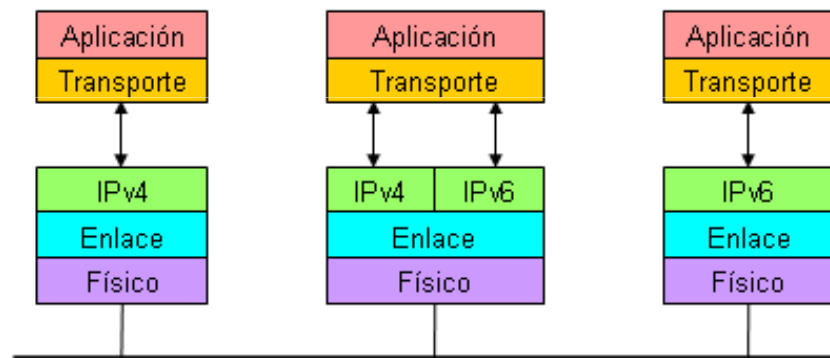 Aplicación Aplicación Aplicación
Transporte Transporte Transporte
IPv4 IPv4 IPv6 IPv6
Enlace Enlace Enlace
Físico Físico Físico